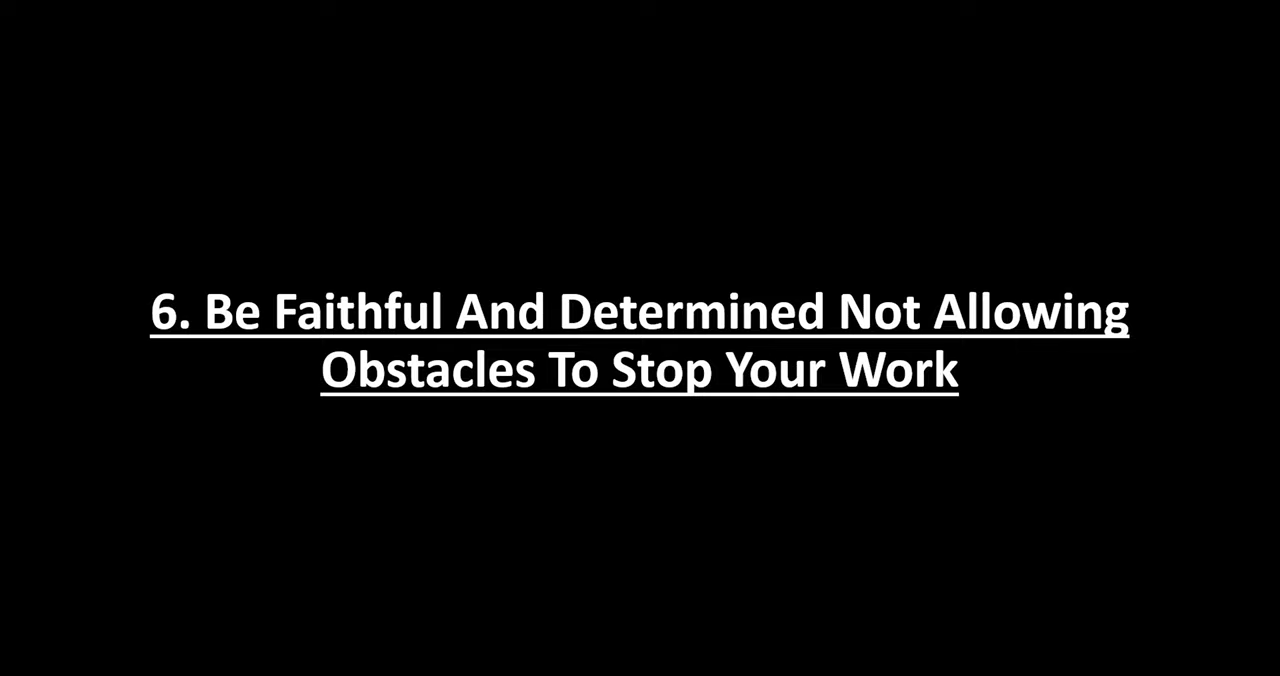 6. Be Faithful And Determined Not Allowing
Obstacles To Stop Your Work